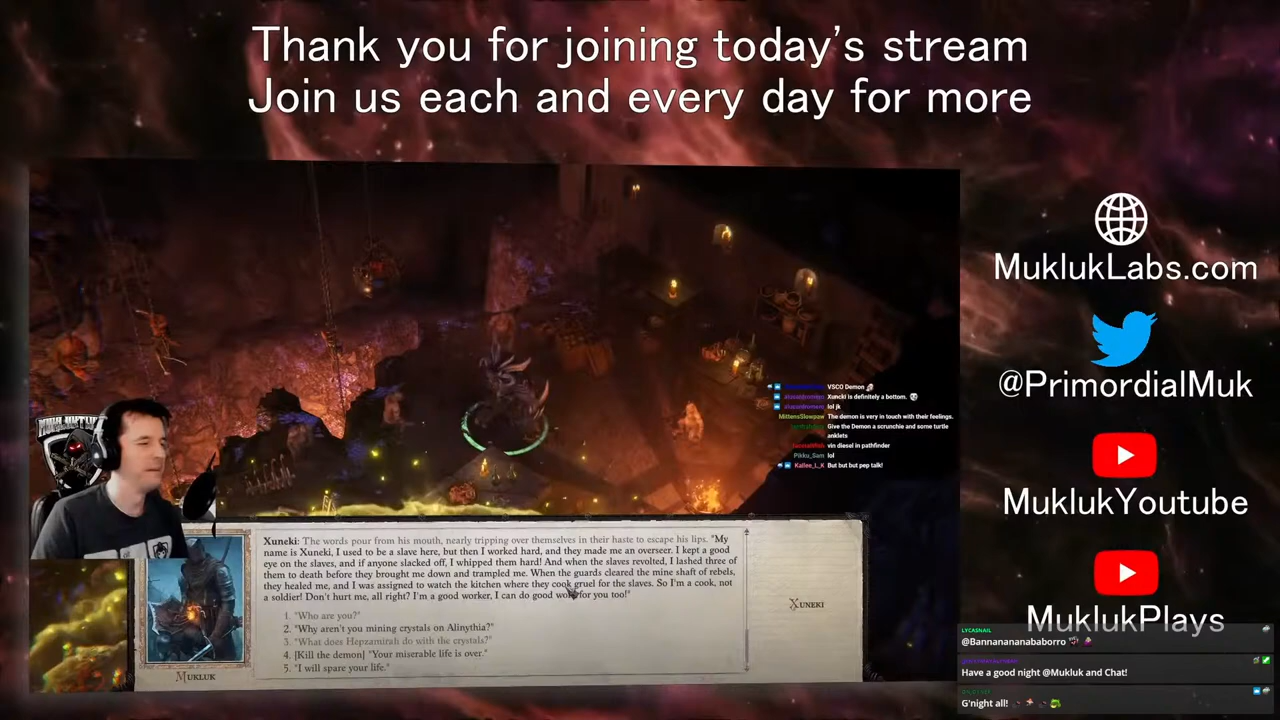 Thank you for joining today's stream
Join us each and every day for more
MuklukLabs.com
@PrimordialMuk
MuklukYoutube
MuklukPlays
VSCO Demon
Xuneki is definitely a bottom.
lol jk
MittensSlowpaw The demon is very in touch with their feelings.
Give the Demon a scrunchie and some turtle
anklets
vin diesel in pathfinder
Pikku_Sam lol
Kailee_L_K But but but pep talk!
Xuneki: The words pour from his mouth, nearly tripping over themselves in their haste to escape his lips. "My
name is Xuneki, I used to be a slave here, but then I worked hard, and they made me an overseer. I kept a good
eye on the slaves, and if anyone slacked off, I whipped them hard! And when the slaves revolted, I lashed three of
them to death before they brought me down and trampled me. When the guards cleared the mine shaft of rebels,
they healed me, and I was assigned to watch the kitchen where they cook gruel for the slaves. So I'm a cook, not
a soldier! Don't hurt me, all right? I'm a good worker, I can do good work for you too!"
1. "Who are you?"
2. "Why aren't you mining crystals on Alinythia?"
3. "What does Hepzamirah do with the crystals?"
4. [Kill the demon] "Your miserable life is over."
5. "I will spare your life."
Mukluk
Xuneki
LYCASNAIL
@Bannanananababorro
Have a good night @Mukluk and Chat!
G'night all!